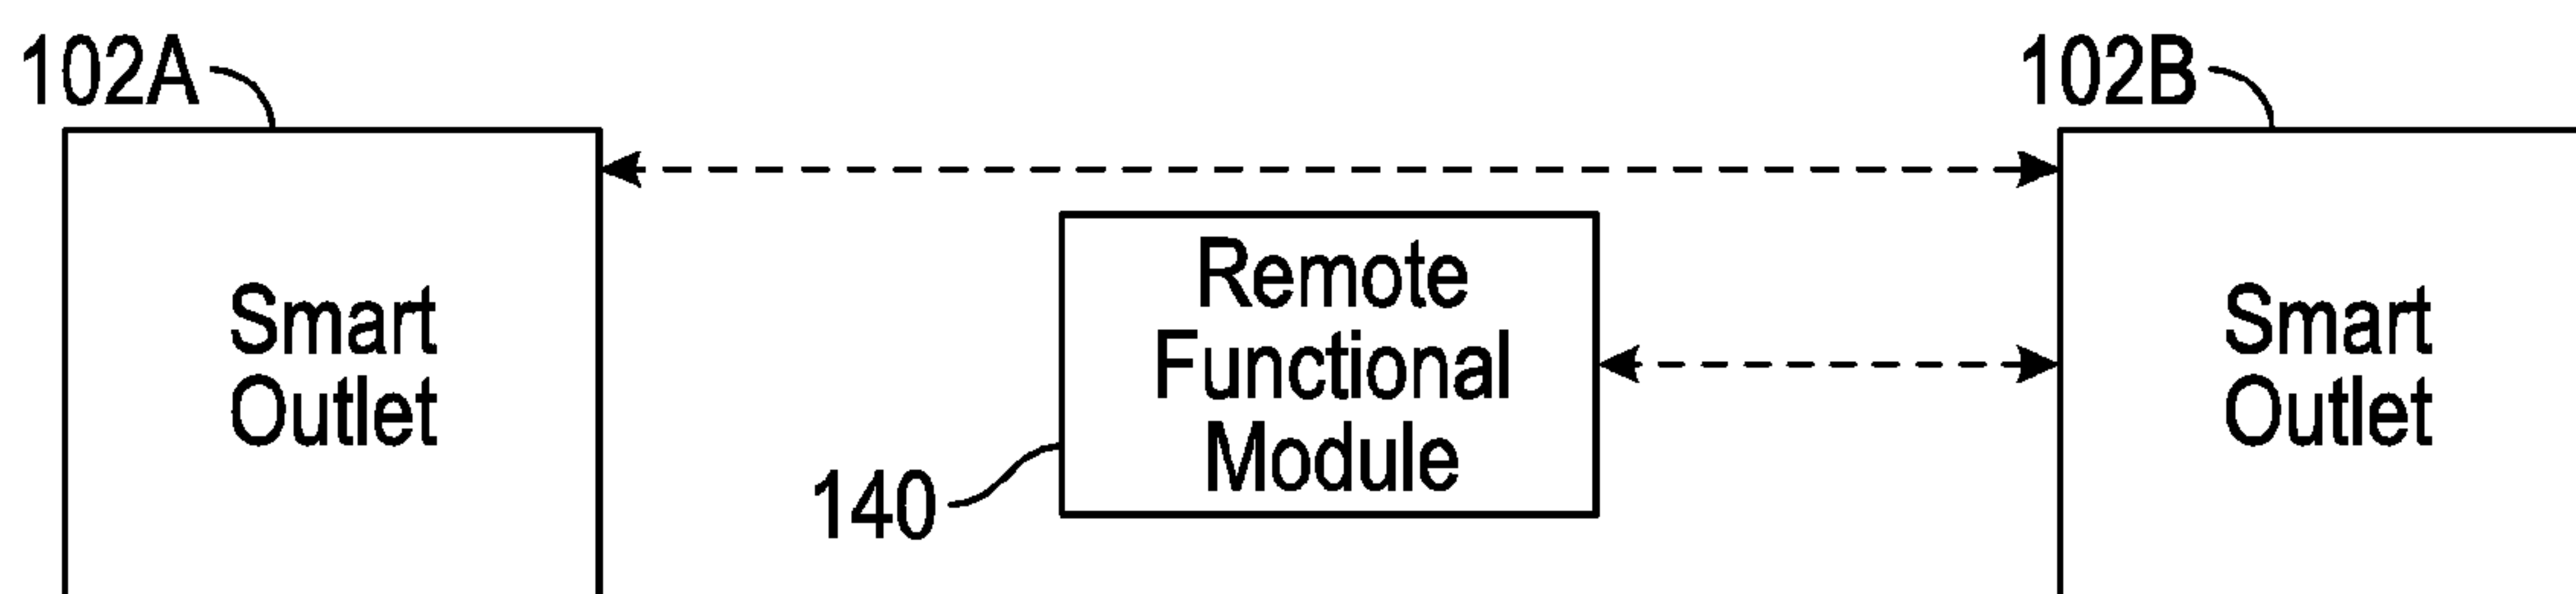 102A
102B
Smart
Outlet
Remote
Functional
Module
140
Smart
Outlet